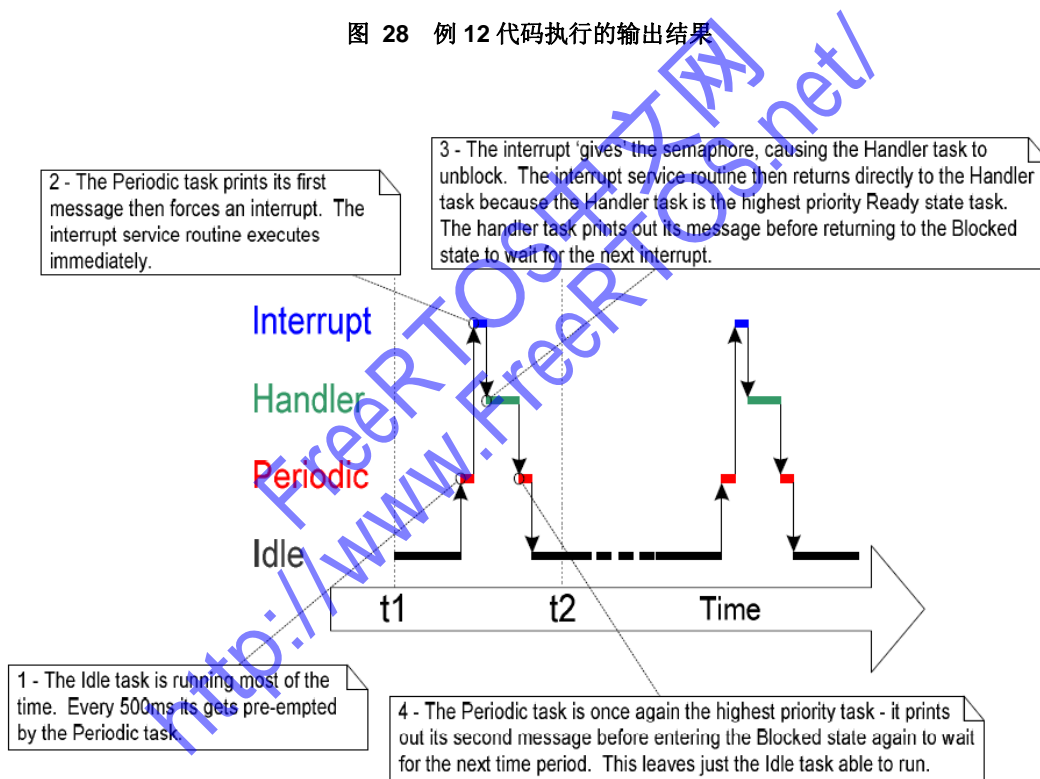 图 28 例 12 代码执行的输出结果
2 - The Periodic task prints its first
message then forces an interrupt. The
interrupt service routine executes
immediately.
3 - The interrupt 'gives' the semaphore, causing the Handler task to
unblock. The interrupt service routine then returns directly to the Handler
task because the Handler task is the highest priority Ready state task.
The handler task prints out its message before returning to the Blocked
state to wait for the next interrupt.
Interrupt
Handler
Periodic
Idle
t1 t2 Time
1 - The Idle task is running most of the
time. Every 500ms its gets pre-empted
by the Periodic task.
4 - The Periodic task is once again the highest priority task - it prints
out its second message before entering the Blocked state again to wait
for the next time period. This leaves just the Idle task able to run.
FreeRTOS中文网
http://www.FreeRTOS.net/